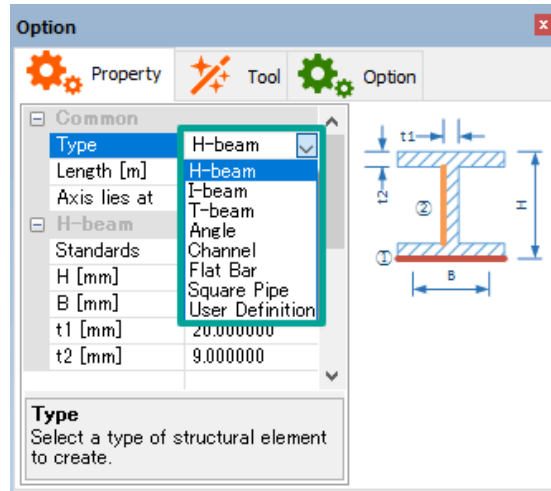 Option
x
Property Tool Option
Common
Type H-beam
Length [m] H-beam
Axis lies at I-beam
T-beam
H-beam Angle
Standards Channel
H [mm] Flat Bar
B [mm] Square Pipe
User Definition
t1 [mm] 20.000000
t2 [mm] 9.000000
Type
Select a type of structural element
to create.
t1
t2
②
H
①
B